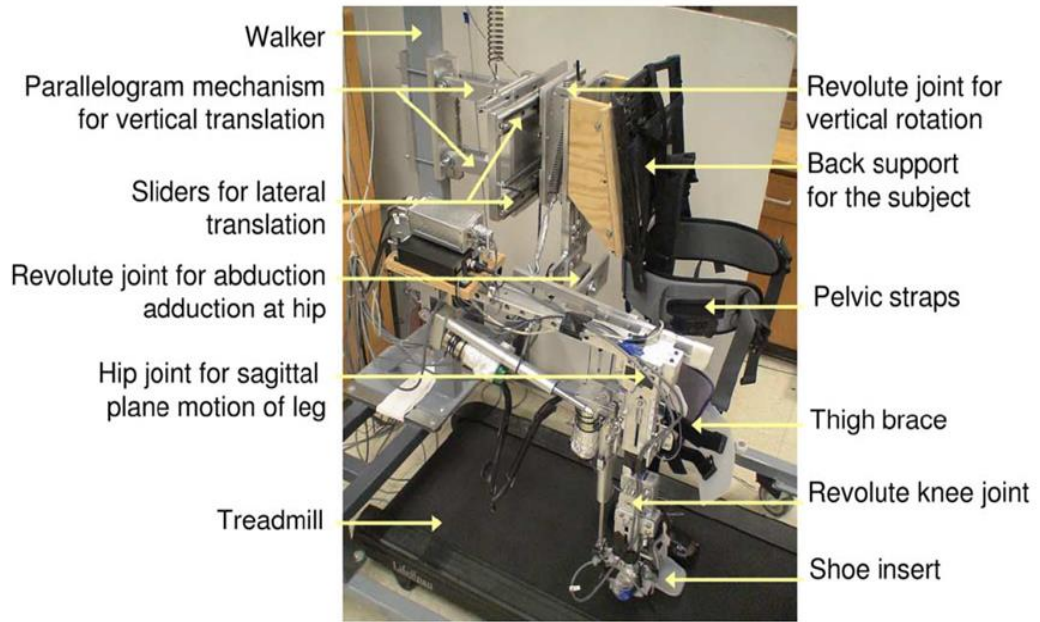 Walker
Parallelogram mechanism
for vertical translation
Sliders for lateral
translation
Revolute joint for abduction
adduction at hip
Hip joint for sagittal
plane motion of leg
Treadmill
Revolute joint for
vertical rotation
Back support
for the subject
Pelvic straps
Thigh brace
Revolute knee joint
Shoe insert